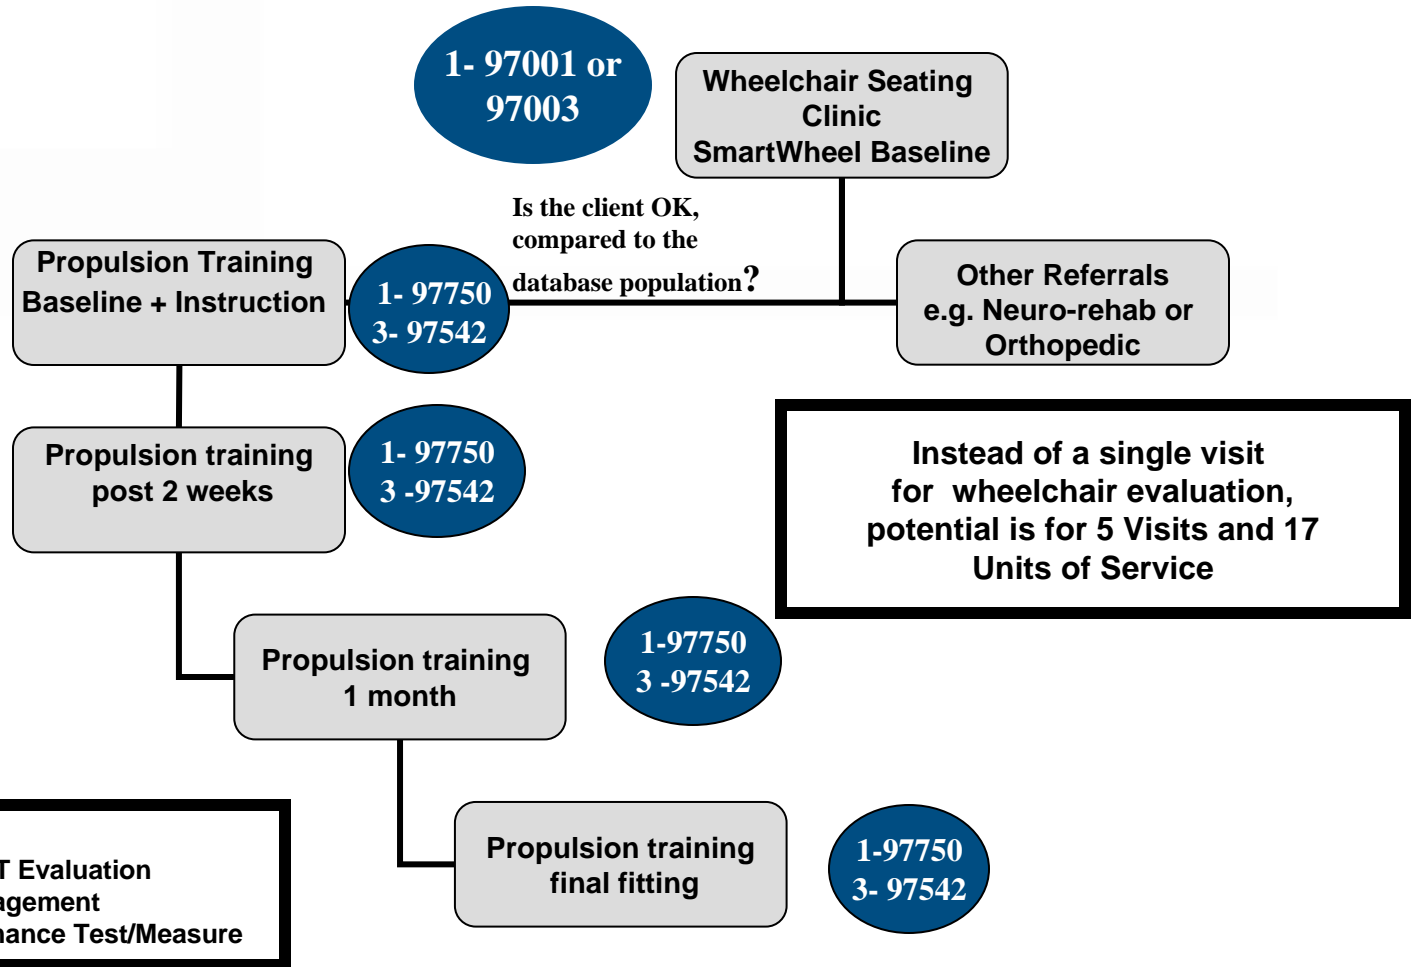 1- 97001 or
97003
Wheelchair Seating
Clinic
SmartWheel Baseline
Is the client OK,
compared to the
database population?
Propulsion Training
Baseline + Instruction
1- 97750
3- 97542
Other Referrals
e.g. Neuro-rehab or
Orthopedic
Propulsion training
post 2 weeks
1- 97750
3 -97542
Instead of a single visit
for wheelchair evaluation,
potential is for 5 Visits and 17
Units of Service
Propulsion training
1 month
1-97750
3 -97542
Propulsion training
final fitting
1-97750
3- 97542
T Evaluation
agement
nance Test/Measure